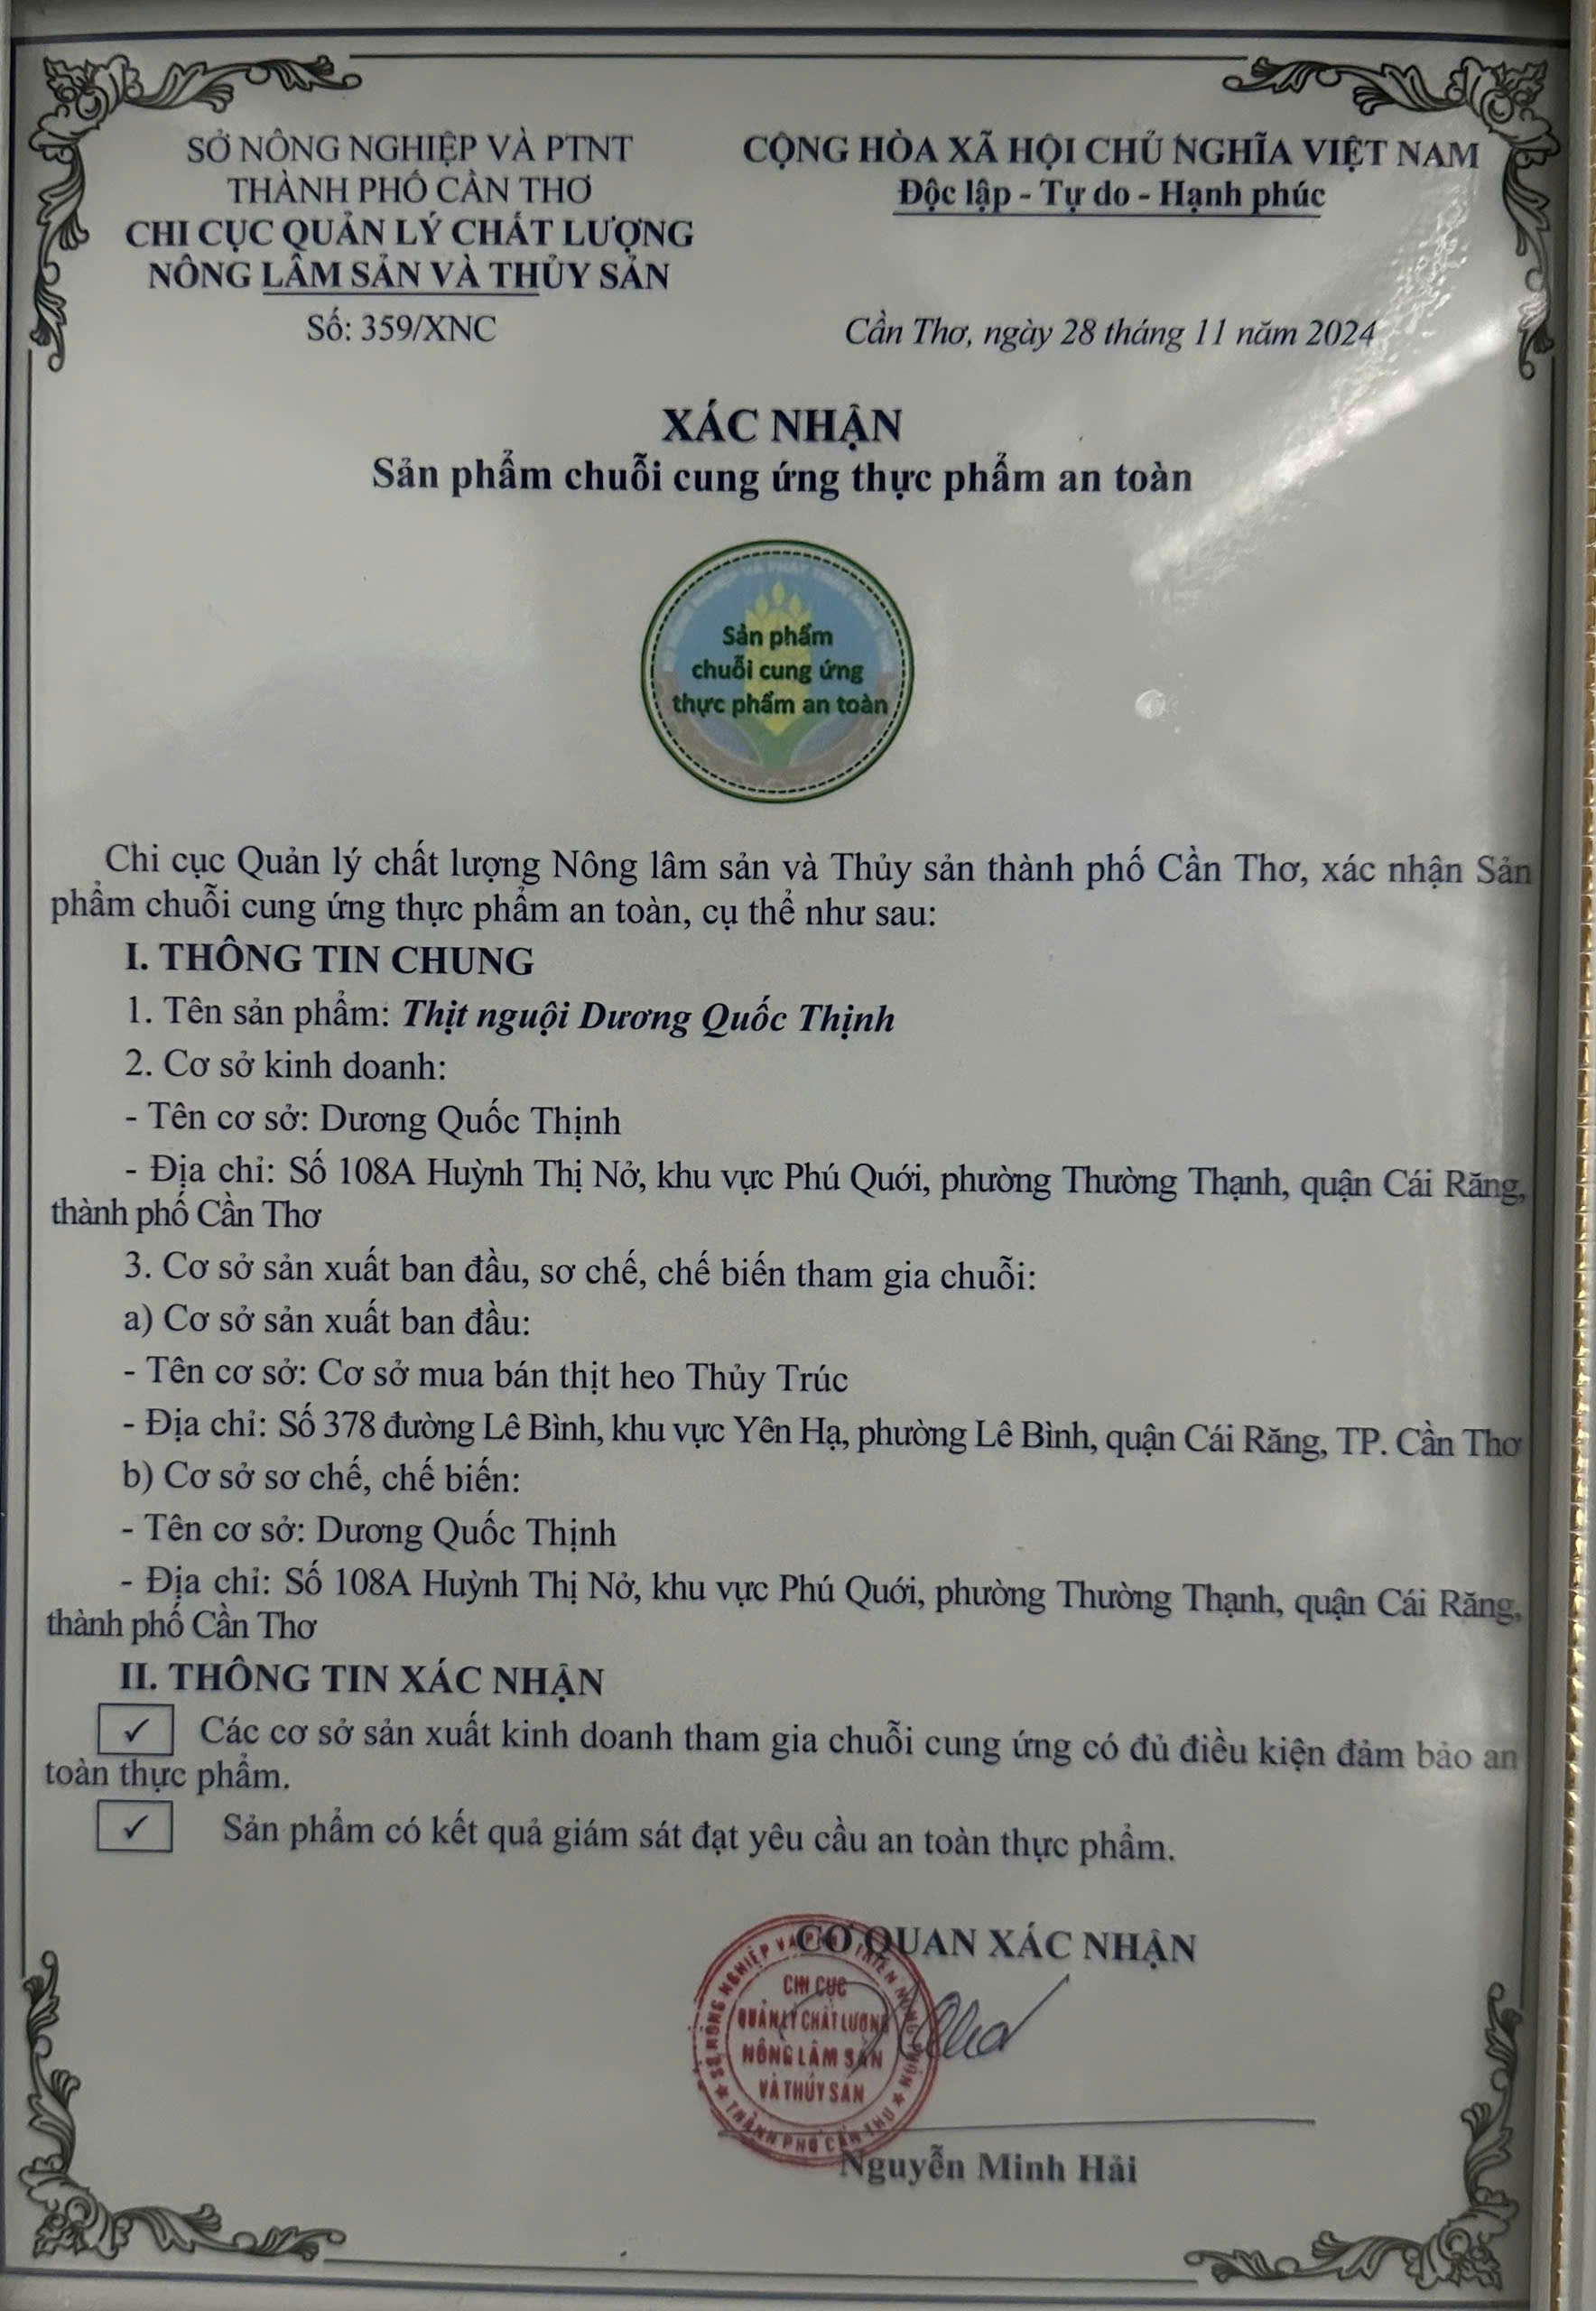 SỞ NÔNG NGHIỆP VÀ PTNT
THÀNH PHỐ CẦN THƠ
CHI CỤC QUẢN LÝ CHẤT LƯỢNG
NÔNG LÂM SẢN VÀ THỦY SẢN
Số: 359/XNC
CỘNG HÒA XÃ HỘI CHỦ NGHĨA VIỆT NAM
Độc lập - Tự do - Hạnh phúc
Cần Thơ, ngày 28 tháng 11 năm 2024
XÁC NHẬN
Sản phẩm chuỗi cung ứng thực phẩm an toàn
Sản phẩm
chuỗi cung ứng
thực phẩm an toàn
Chi cục Quản lý chất lượng Nông lâm sản và Thủy sản thành phố Cần Thơ, xác nhận Sản
phẩm chuỗi cung ứng thực phẩm an toàn, cụ thể như sau:
I. THÔNG TIN CHUNG
1. Tên sản phẩm: Thịt nguội Dương Quốc Thịnh
2. Cơ sở kinh doanh:
- Tên cơ sở: Dương Quốc Thịnh
- Địa chỉ: Số 108A Huỳnh Thị Nở, khu vực Phú Quới, phường Thường Thạnh, quận Cái Răng,
thành phố Cần Thơ
3. Cơ sở sản xuất ban đầu, sơ chế, chế biến tham gia chuỗi:
a) Cơ sở sản xuất ban đầu:
- Tên cơ sở: Cơ sở mua bán thịt heo Thủy Trúc
- Địa chỉ: Số 378 đường Lê Bình, khu vực Yên Hạ, phường Lê Bình, quận Cái Răng, TP. Cần Thơ
b) Cơ sở sơ chế, chế biến:
- Tên cơ sở: Dương Quốc Thịnh
- Địa chỉ: Số 108A Huỳnh Thị Nở, khu vực Phú Quới, phường Thường Thạnh, quận Cái Răng,
thành phố Cần Thơ
II. THÔNG TIN XÁC NHẬN
✓ Các cơ sở sản xuất kinh doanh tham gia chuỗi cung ứng có đủ điều kiện đảm bảo an
toàn thực phẩm.
✓ Sản phẩm có kết quả giám sát đạt yêu cầu an toàn thực phẩm.
CƠ QUAN XÁC NHẬN
CHI CỤC
QUẢN LÝ CHẤT LƯỢNG
NÔNG LÂM SẢN
VÀ THỦY SẢN
THÀNH PHỐ CẦN THƠ
Nguyễn Minh Hải